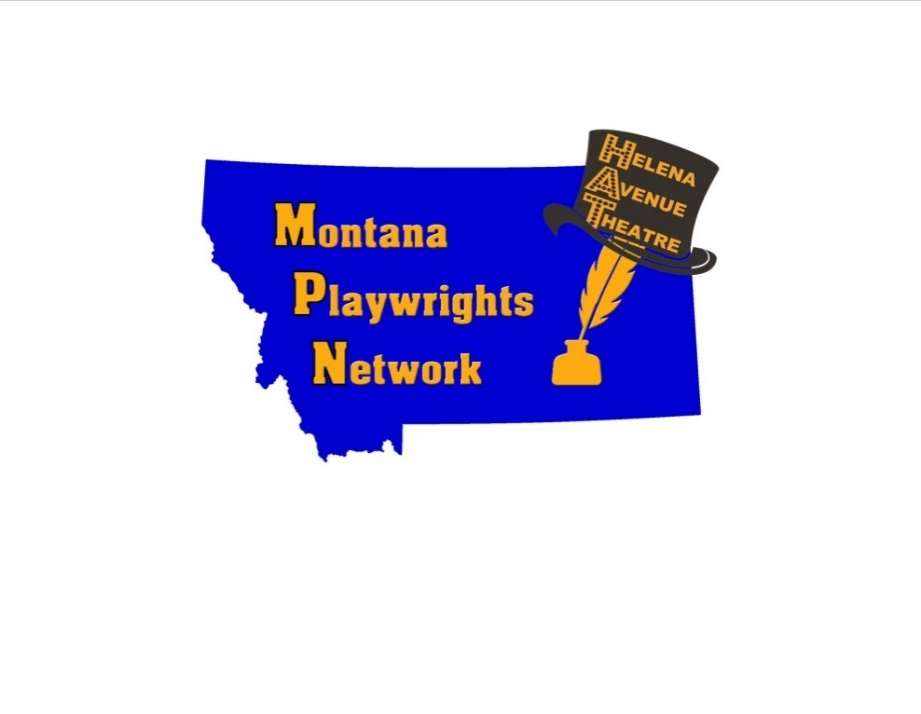 Montana
Playwrights
Network
HELENA
AVENUE
THEATRE